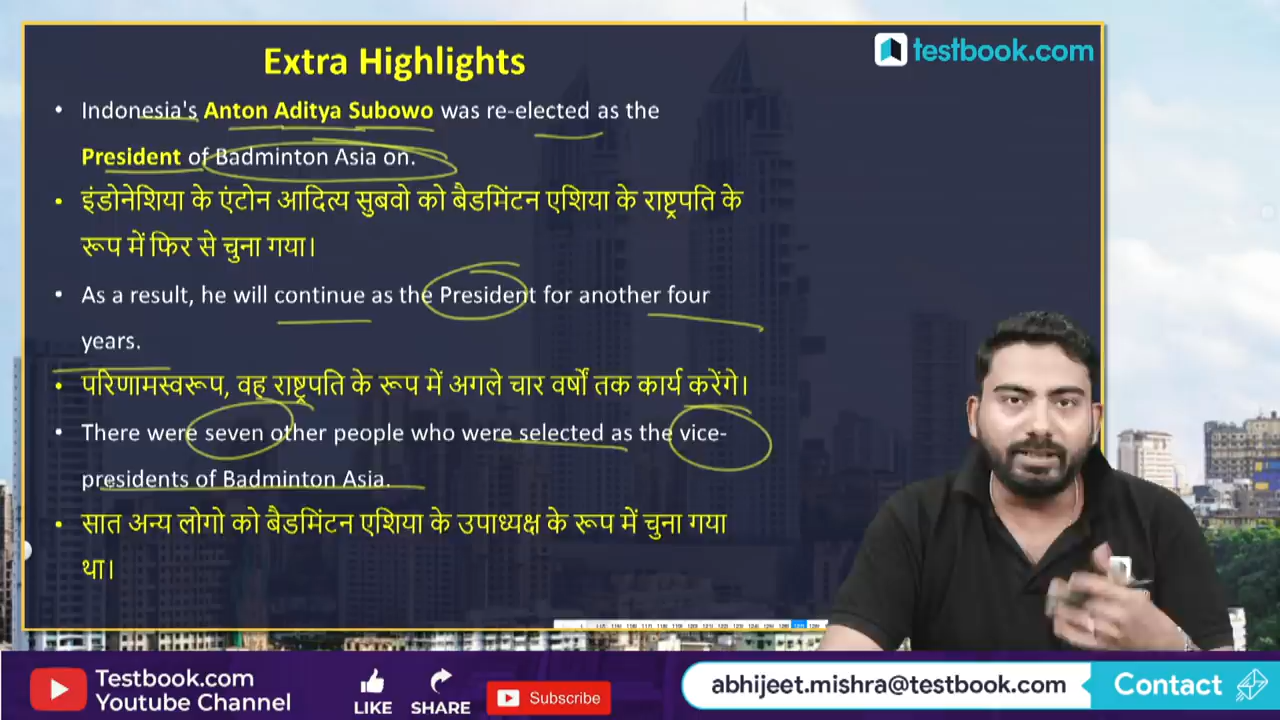 Extra Highlights
testbook.com
• Indonesia's Anton Aditya Subowo was re-elected as the
President of Badminton Asia on.
• इंडोनेशिया के एंटोन आदित्य सुबवो को बैडमिंटन एशिया के राष्ट्रपति के
रूप में फिर से चुना गया।
• As a result, he will continue as the President for another four
years.
• परिणामस्वरूप, वह राष्ट्रपति के रूप में अगले चार वर्षों तक कार्य करेंगे।
• There were seven other people who were selected as the vice-
presidents of Badminton Asia.
• सात अन्य लोगो को बैडमिंटन एशिया के उपाध्यक्ष के रूप में चुना गया
था।
Testbook.com
Youtube Channel
LIKE
SHARE
Subscribe
abhijeet.mishra@testbook.com
Contact